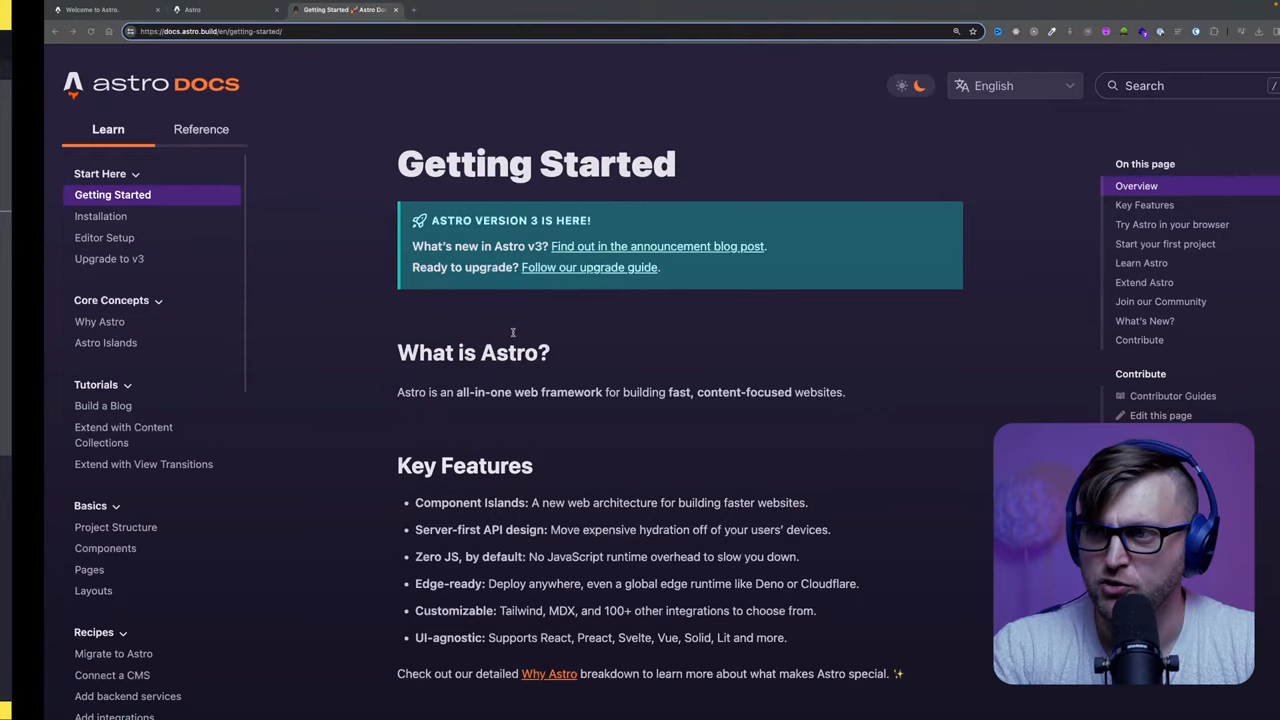 Welcome to Astro.
Astro
Getting Started 🚀 Astro Doc
https://docs.astro.build/en/getting-started/
astro DOCS
English
Search
/
Learn
Reference
Start Here
Getting Started
Installation
Editor Setup
Upgrade to v3
Core Concepts
Why Astro
Astro Islands
Tutorials
Build a Blog
Extend with Content
Collections
Extend with View Transitions
Basics
Project Structure
Components
Pages
Layouts
Recipes
Migrate to Astro
Connect a CMS
Add backend services
Add integrations
Getting Started
ASTRO VERSION 3 IS HERE!
What's new in Astro v3? Find out in the announcement blog post.
Ready to upgrade? Follow our upgrade guide.
What is Astro?
Astro is an all-in-one web framework for building fast, content-focused websites.
Key Features
• Component Islands: A new web architecture for building faster websites.
• Server-first API design: Move expensive hydration off of your users' devices.
• Zero JS, by default: No JavaScript runtime overhead to slow you down.
• Edge-ready: Deploy anywhere, even a global edge runtime like Deno or Cloudflare.
• Customizable: Tailwind, MDX, and 100+ other integrations to choose from.
• UI-agnostic: Supports React, Preact, Svelte, Vue, Solid, Lit and more.
Check out our detailed Why Astro breakdown to learn more about what makes Astro special. ✨
On this page
Overview
Key Features
Try Astro in your browser
Start your first project
Learn Astro
Extend Astro
Join our Community
What's New?
Contribute
Contribute
Contributor Guides
Edit this page